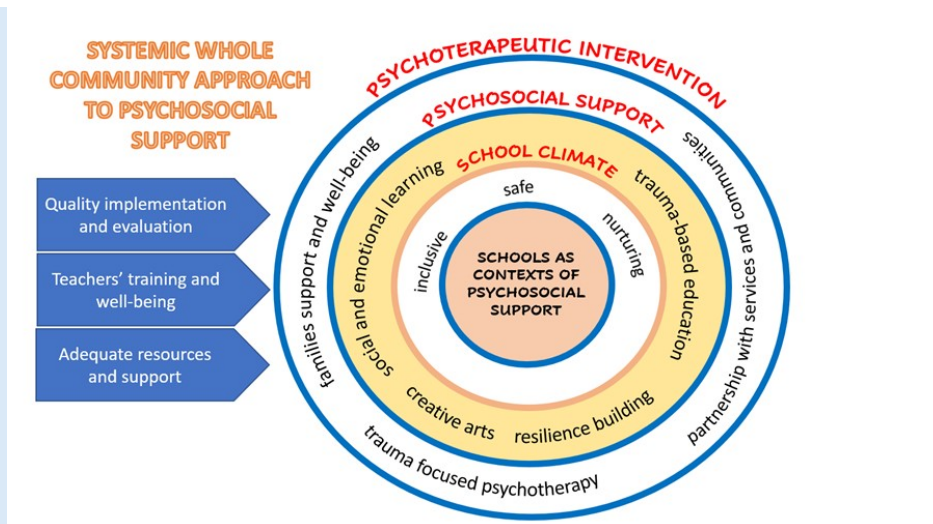 SYSTEMIC WHOLE
COMMUNITY APPROACH
TO PSYCHOSOCIAL
SUPPORT
Quality implementation
and evaluation
Teachers' training and
well-being
Adequate resources
and support
PSYCHOTERAPEUTIC INTERVENTION
families support and well-being
partnership with services and communities
trauma focused psychotherapy
PSYCHOSOCIAL SUPPORT
social and emotional learning
trauma-based education
creative arts
resilience building
SCHOOL CLIMATE
inclusive
safe
nurturing
SCHOOLS AS
CONTEXTS OF
PSYCHOSOCIAL
SUPPORT